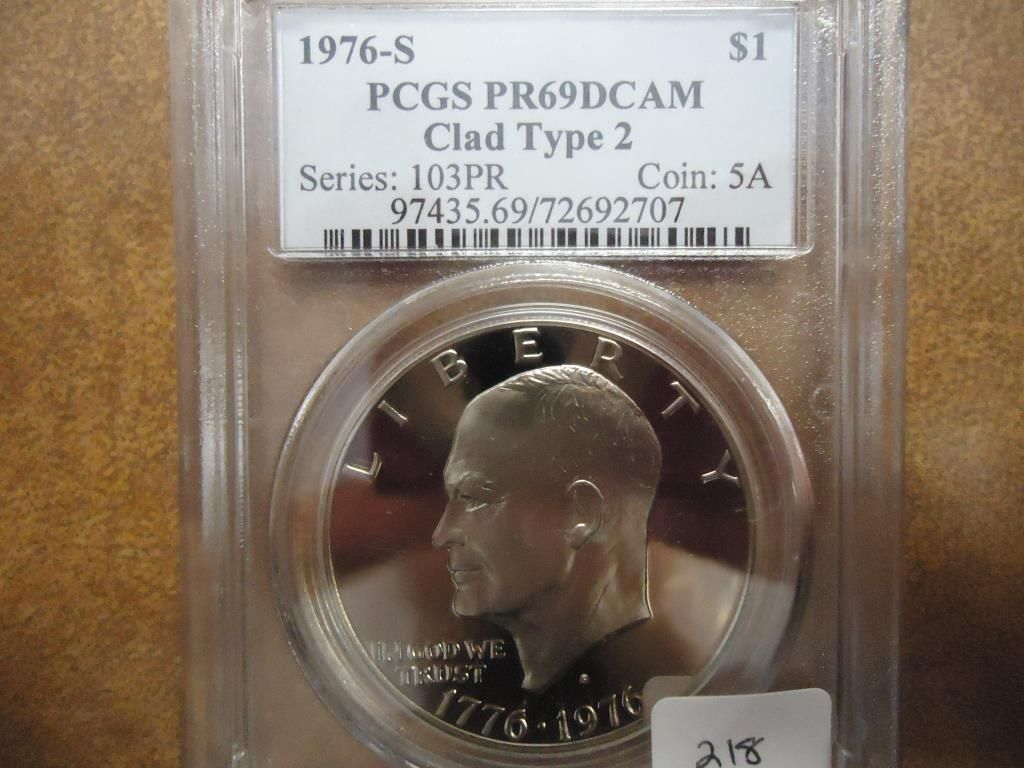 1976-S $1
PCGS PR69DCAM
Clad Type 2
Series: 103PR Coin: 5A
97435.69/72692707
LIBERTY
IN GOD WE
TRUST
S
1776·1976
218